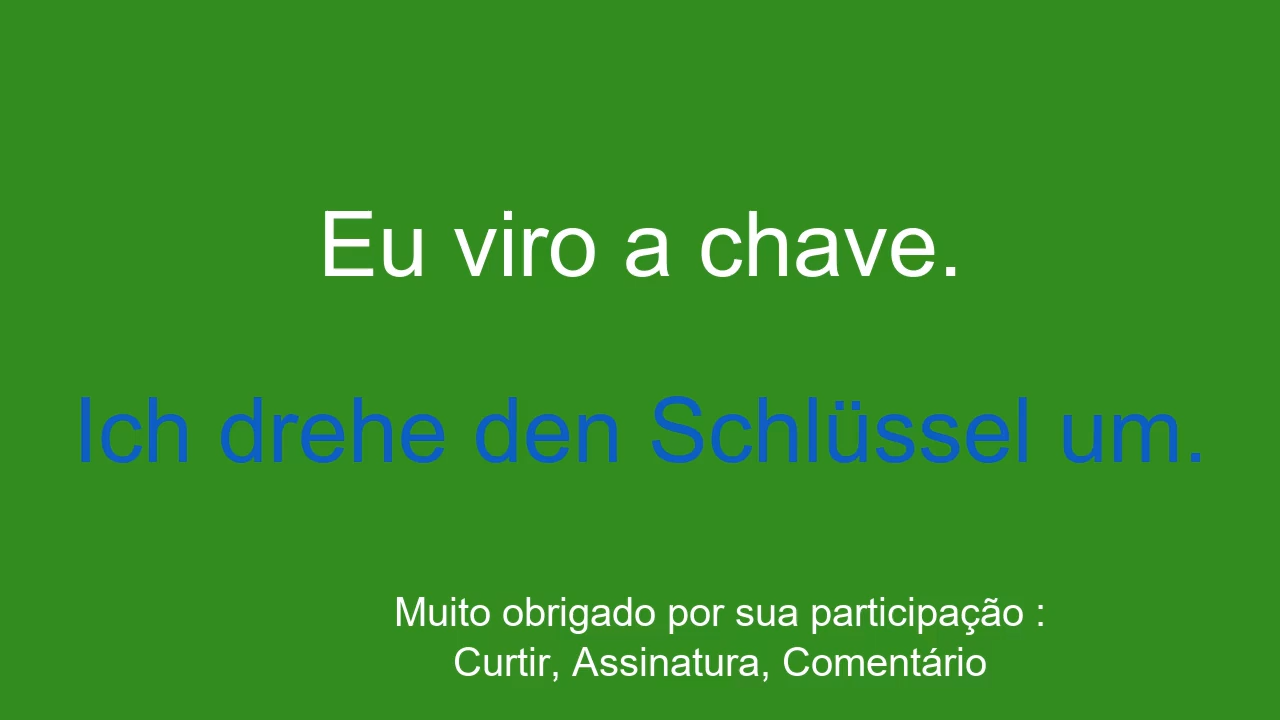 Eu viro a chave.
Ich drehe den Schlüssel um.
Muito obrigado por sua participação :
Curtir, Assinatura, Comentário